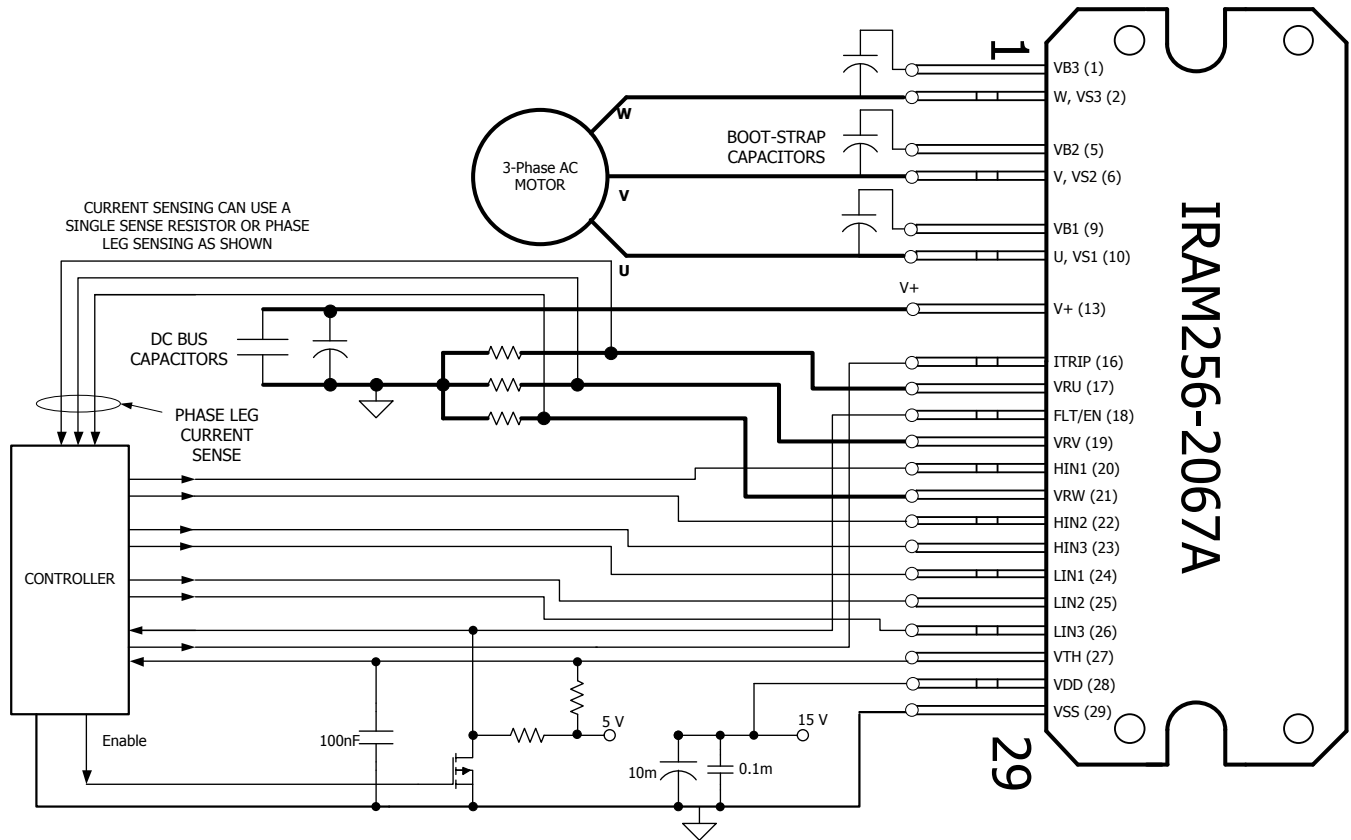 1
VB3 (1)
W, VS3 (2)
W
BOOT-STRAP
CAPACITORS
VB2 (5)
3-Phase AC
MOTOR
V, VS2 (6)
V
CURRENT SENSING CAN USE A
SINGLE SENSE RESISTOR OR PHASE
LEG SENSING AS SHOWN
VB1 (9)
U, VS1 (10)
U
V+
V+ (13)
DC BUS
CAPACITORS
ITRIP (16)
VRU (17)
PHASE LEG
CURRENT
SENSE
FLT/EN (18)
VRV (19)
HIN1 (20)
VRW (21)
HIN2 (22)
HIN3 (23)
CONTROLLER
LIN1 (24)
LIN2 (25)
LIN3 (26)
VTH (27)
VDD (28)
VSS (29)
Enable
100nF
5 V
15 V
10m
0.1m
29
IRAM256-2067A